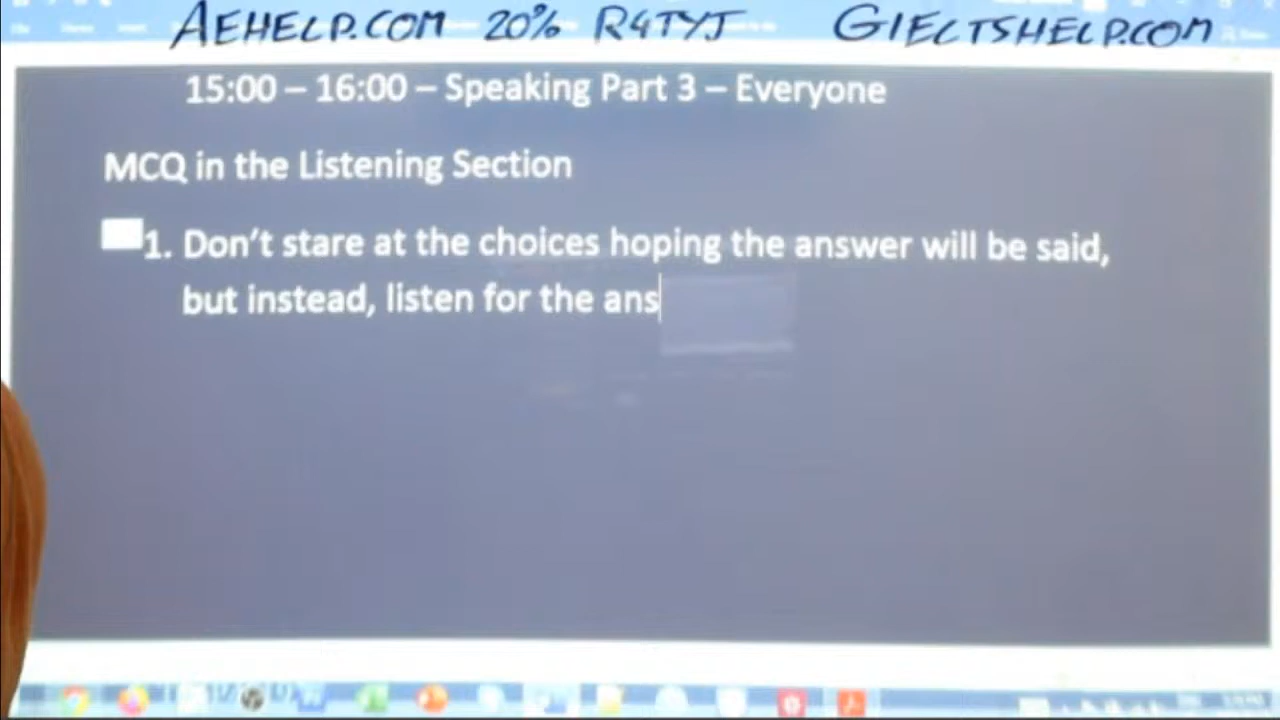 AEHELP.COM 20% R4TYJ GIELTSHELP.COM
15:00 – 16:00 – Speaking Part 3 – Everyone
MCQ in the Listening Section
1. Don't stare at the choices hoping the answer will be said,
but instead, listen for the ans